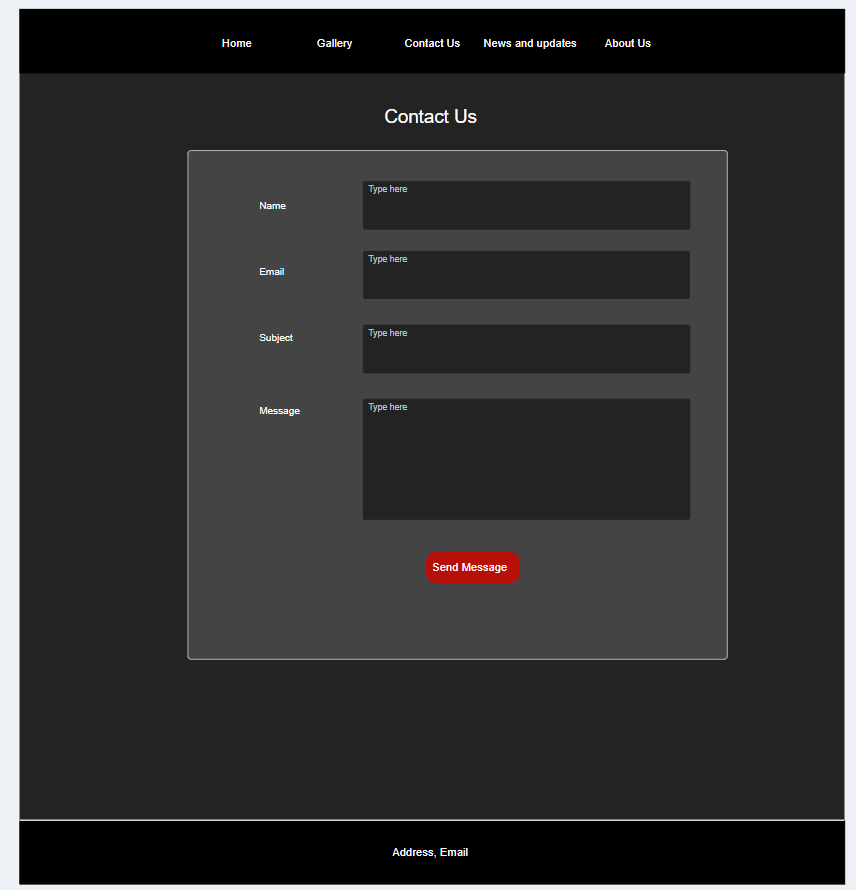 Home Gallery Contact Us News and updates About Us
Contact Us
Name Type here
Email Type here
Subject Type here
Message Type here
Send Message
Address, Email